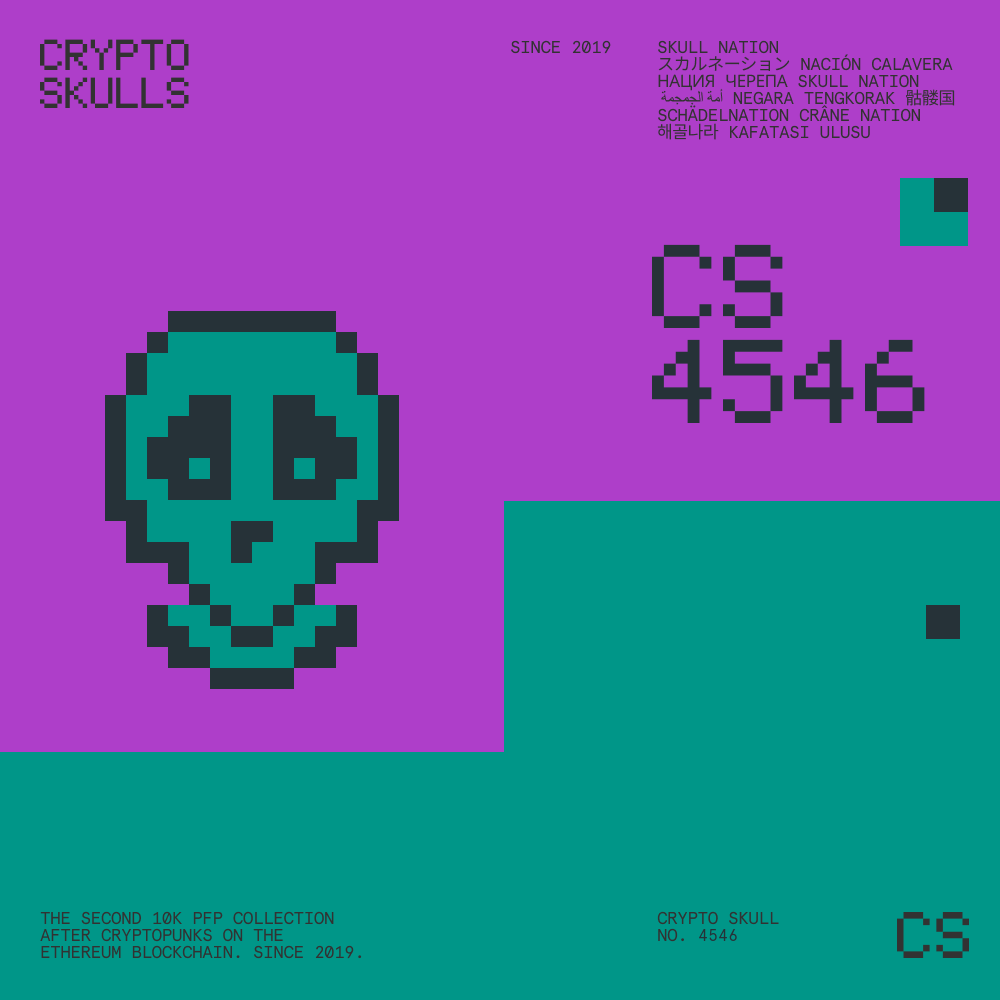 CRYPTO
SKULLS
SINCE 2019
SKULL NATION
スカルネーション NACIÓN CALAVERA
НАЦИЯ ЧЕРЕПА SKULL NATION
أمة الجمجمة NEGARA TENGKORAK 骷髅国
SCHÄDELNATION CRÂNE NATION
해골나라 KAFATASI ULUSU
CS
4546
THE SECOND 10K PFP COLLECTION
AFTER CRYPTOPUNKS ON THE
ETHEREUM BLOCKCHAIN. SINCE 2019.
CRYPTO SKULL
NO. 4546
CS